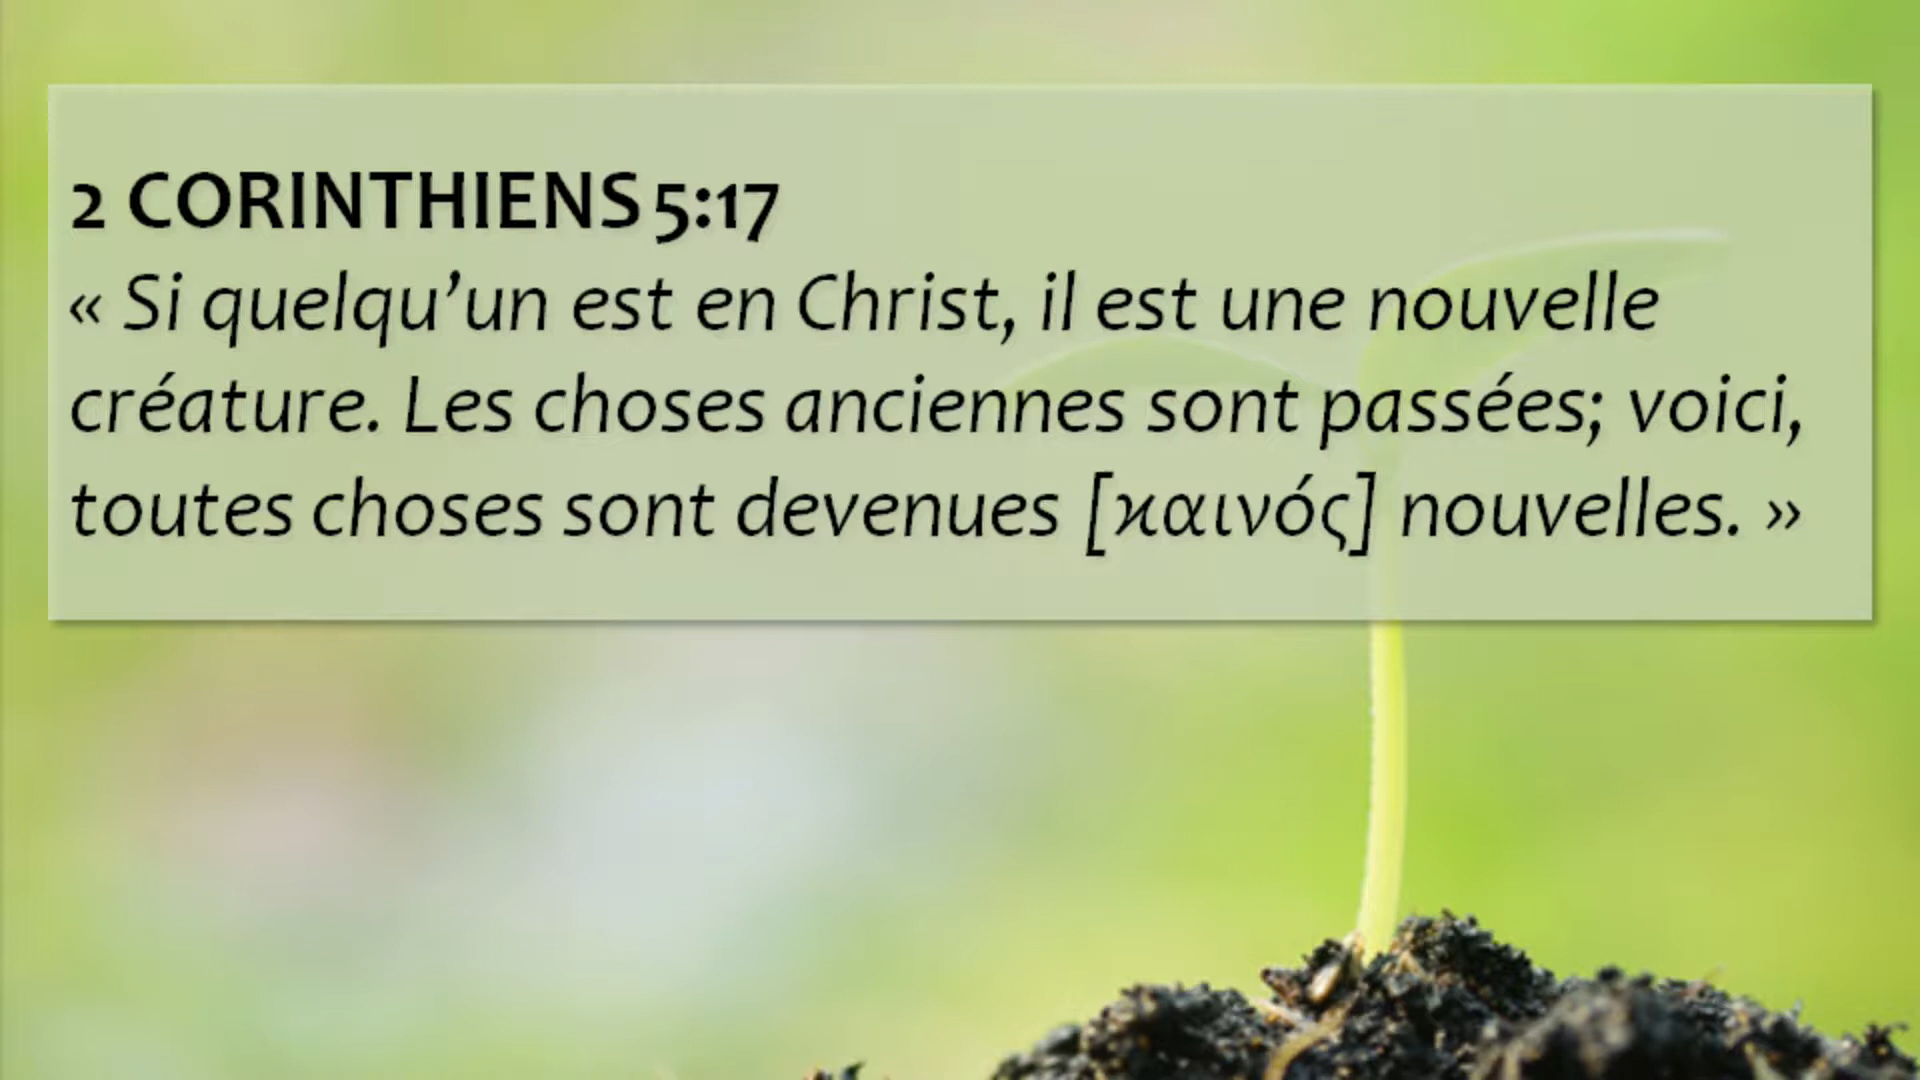 2 CORINTHIENS 5:17
« Si quelqu’un est en Christ, il est une nouvelle
créature. Les choses anciennes sont passées; voici,
toutes choses sont devenues [ϰαινός] nouvelles. »